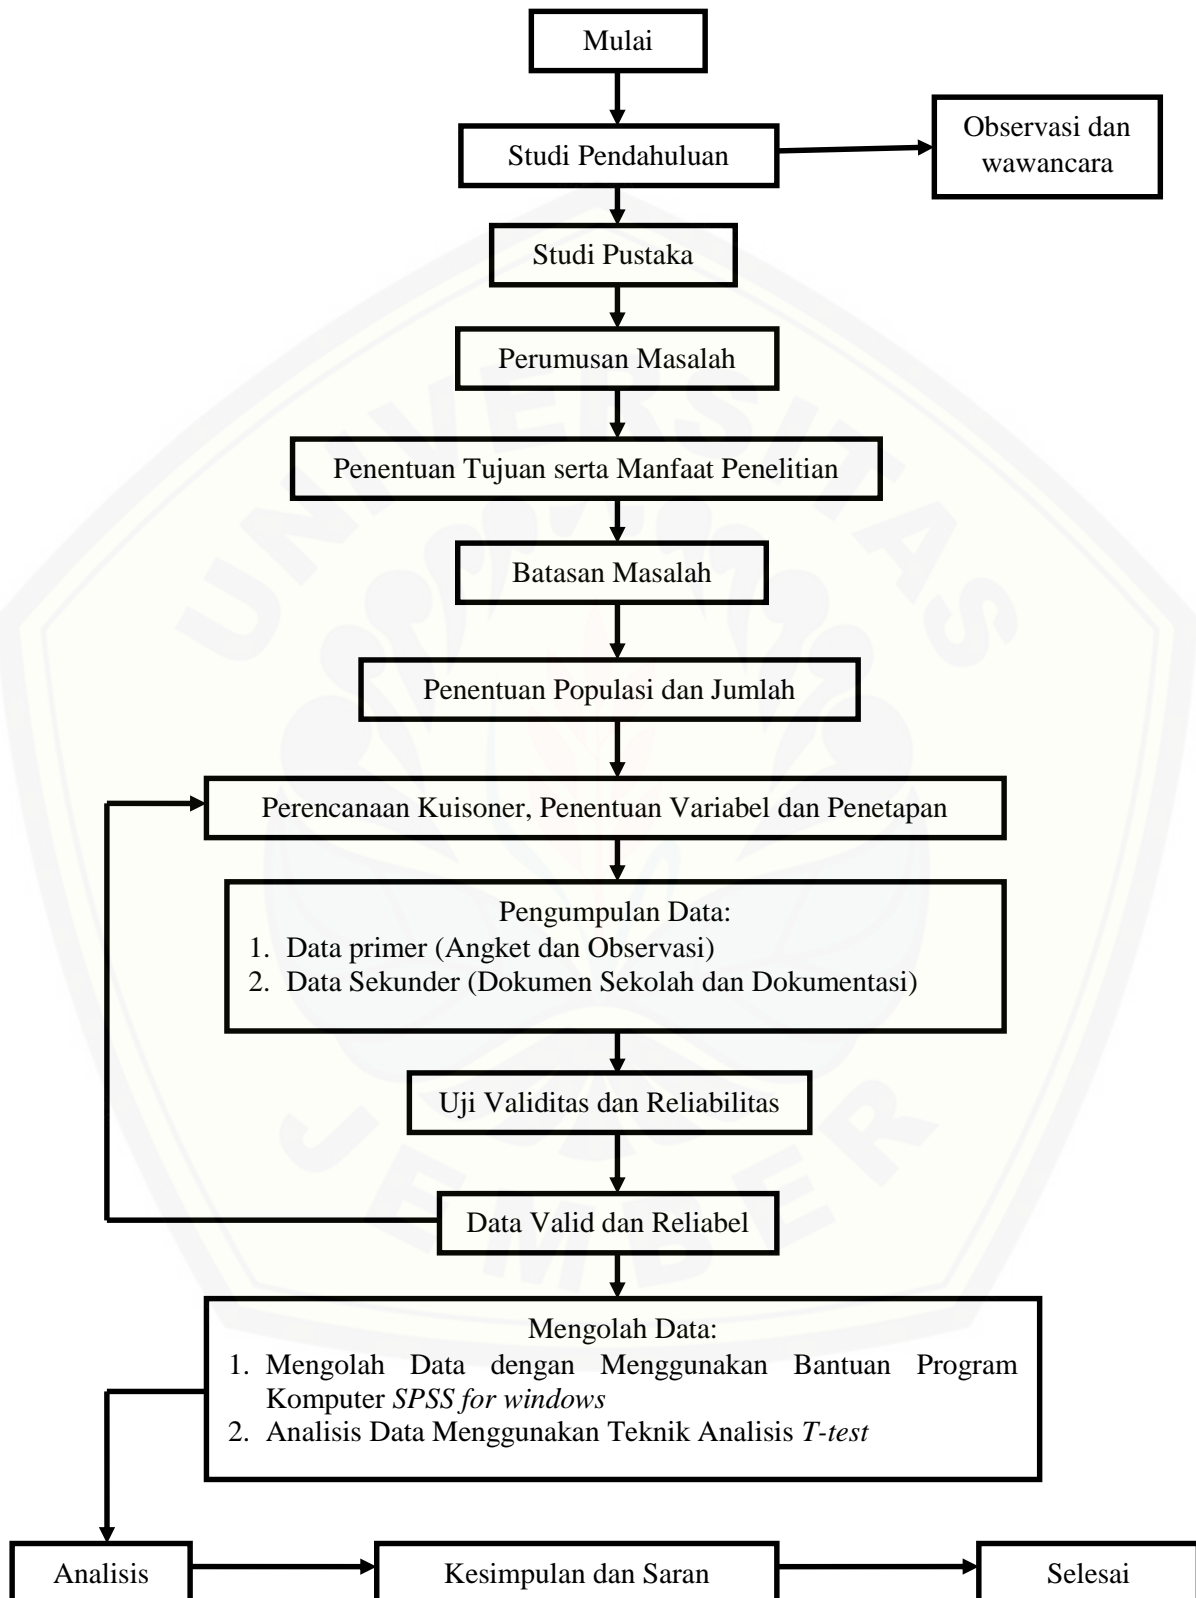 Mulai
Observasi dan
wawancara
Studi Pendahuluan
Studi Pustaka
Perumusan Masalah
Penentuan Tujuan serta Manfaat Penelitian
Batasan Masalah
Penentuan Populasi dan Jumlah
Perencanaan Kuisoner, Penentuan Variabel dan Penetapan
Pengumpulan Data:
1. Data primer (Angket dan Observasi)
2. Data Sekunder (Dokumen Sekolah dan Dokumentasi)
Uji Validitas dan Reliabilitas
Data Valid dan Reliabel
Mengolah Data:
1. Mengolah Data dengan Menggunakan Bantuan Program
Komputer SPSS for windows
2. Analisis Data Menggunakan Teknik Analisis T-test
Analisis
Kesimpulan dan Saran
Selesai
UNIVERSITAS
JEMBER